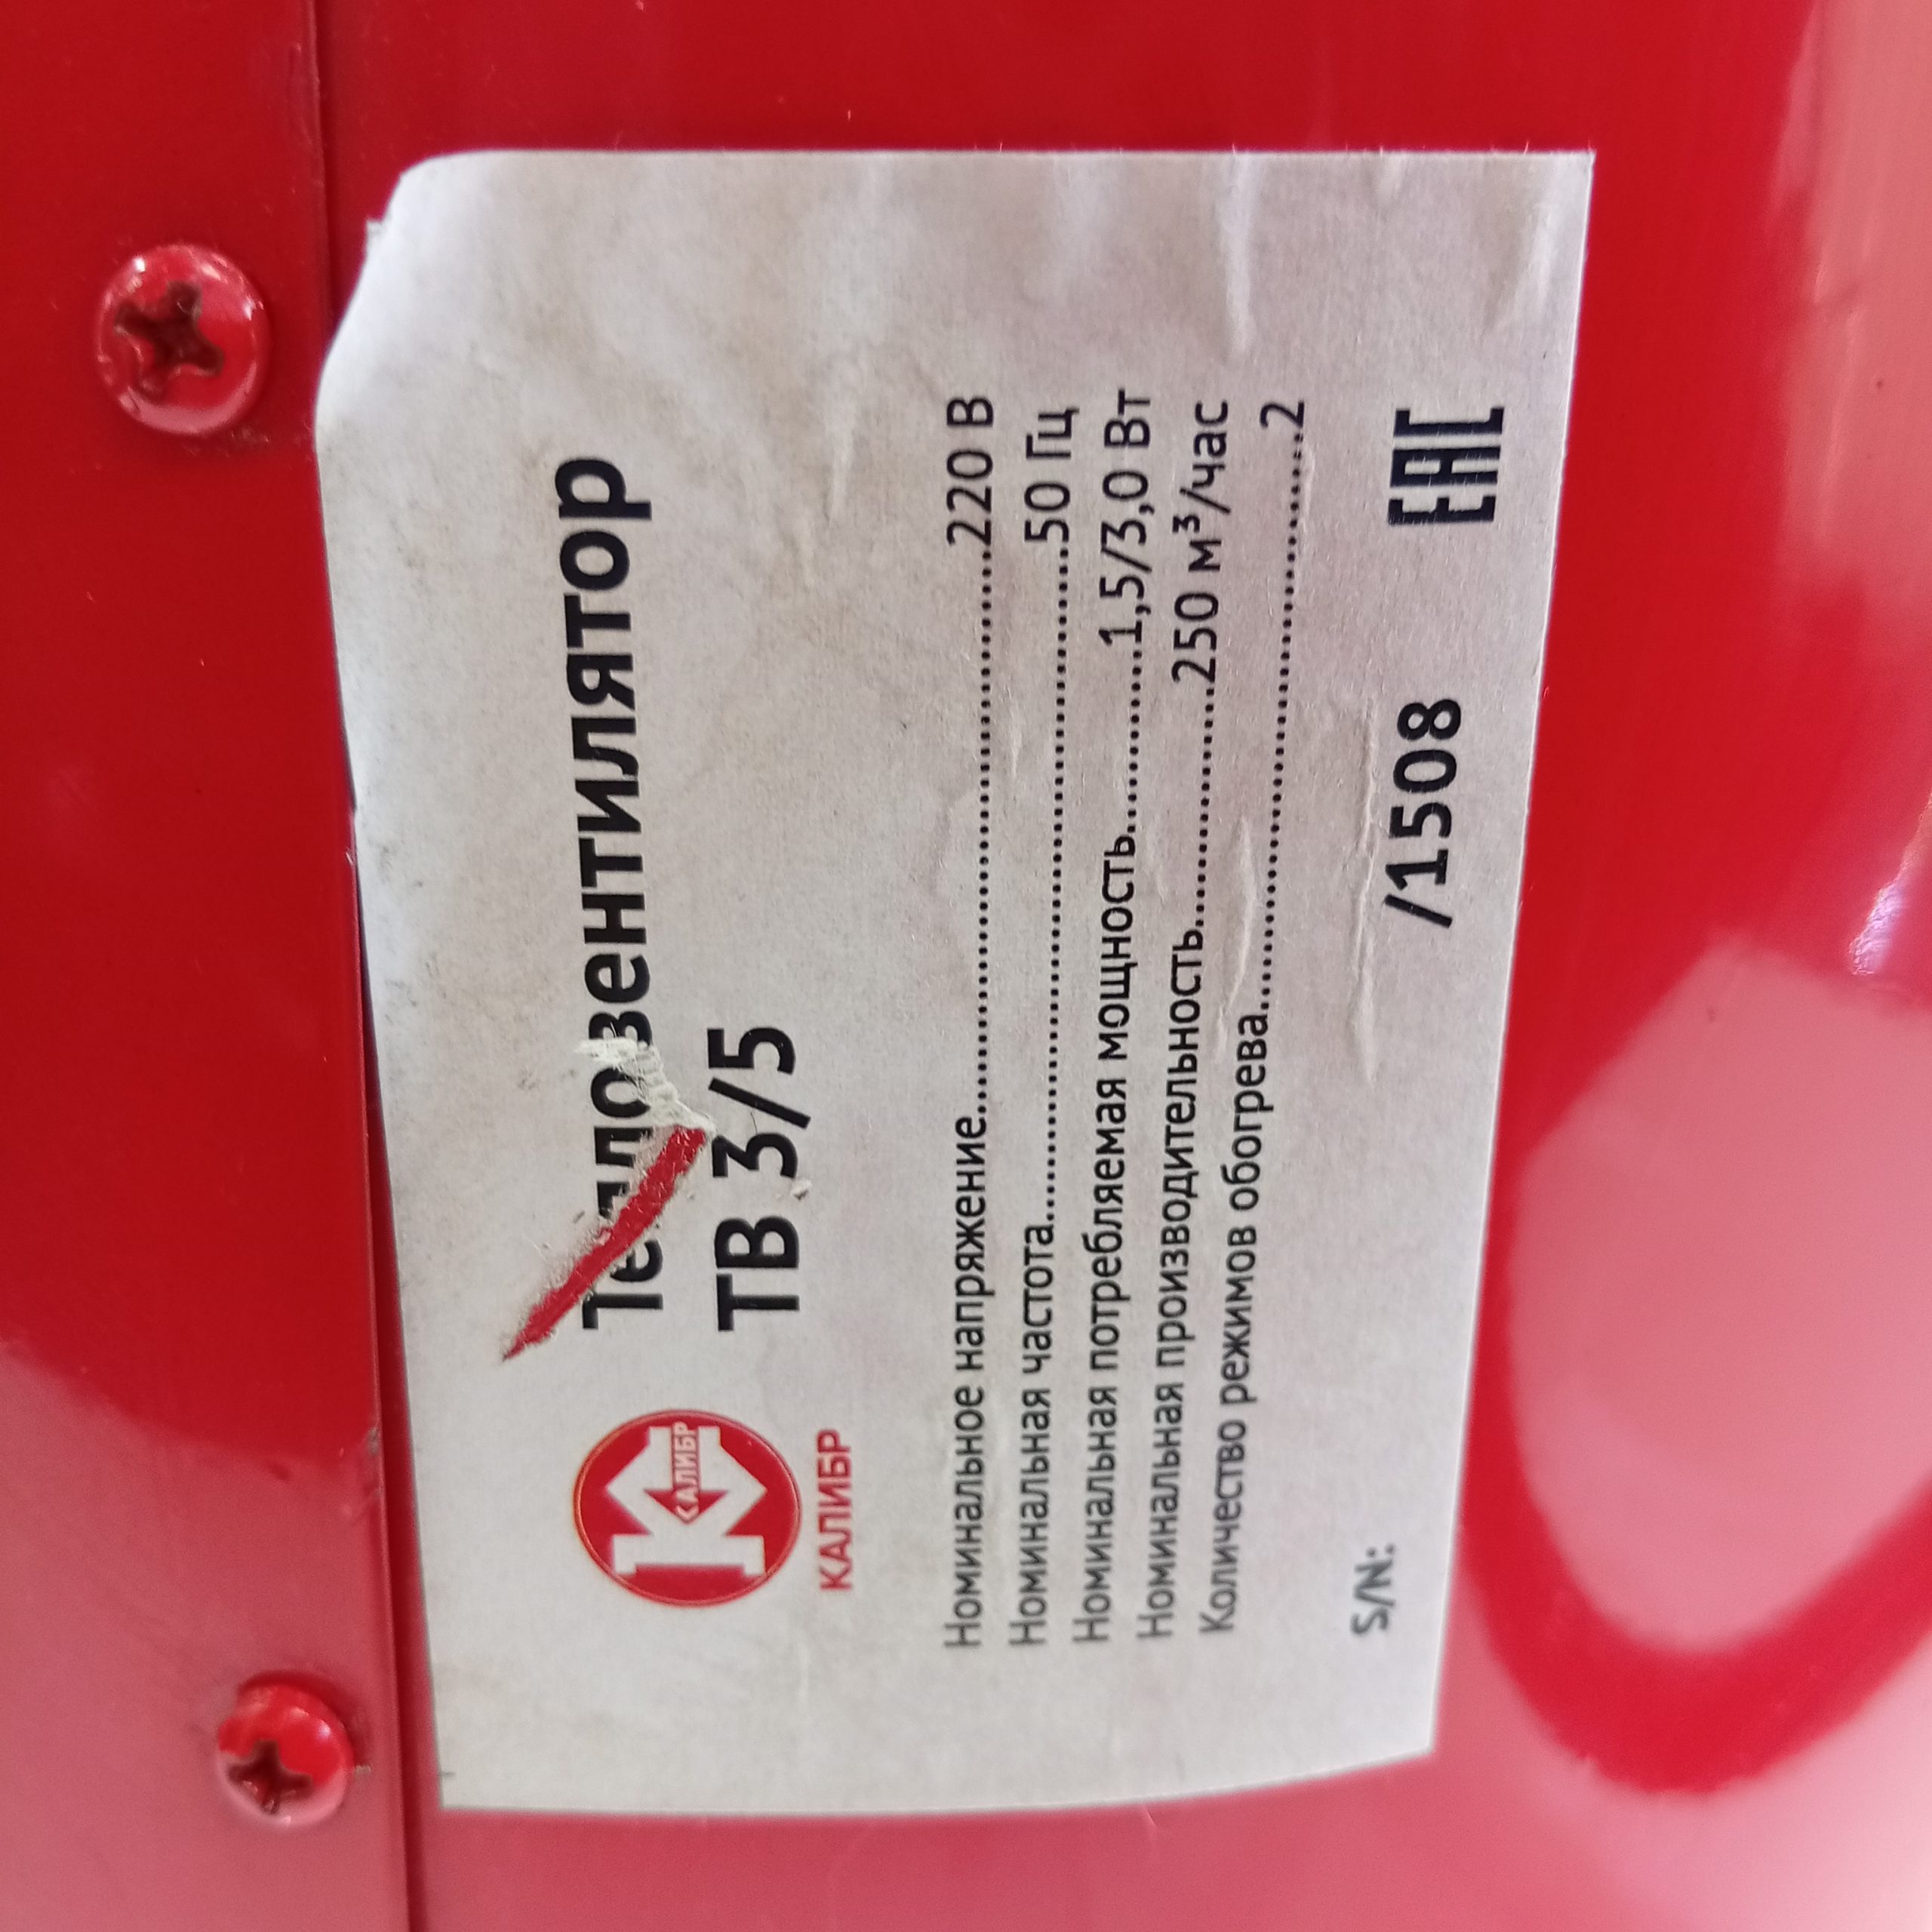 Тепловентилятор
ТВ 3/5
КАЛИБР
КАЛИБР
Номинальное напряжение..................................................220 В
Номинальная частота..........................................................50 Гц
Номинальная потребляемая мощность................1,5/3,0 Вт
Номинальная производительность....................250 м³/час
Количество режимов обогрева................................................2
S/N:
/1508
EAC